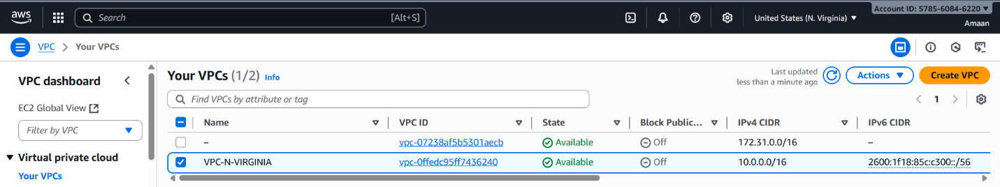 aws
Search [Alt+S]
United States (N. Virginia) ▼
Account ID: 5785-6084-6220 ▼
Amaan
VPC > Your VPCs
VPC dashboard
EC2 Global View
Filter by VPC
Virtual private cloud
Your VPCs
Your VPCs (1/2) Info
Last updated
less than a minute ago
Actions
Create VPC
Find VPCs by attribute or tag
1
Name VPC ID State Block Public... IPv4 CIDR IPv6 CIDR
– vpc-07238af5b5301aecb Available Off 172.31.0.0/16 –
VPC-N-VIRGINIA vpc-0ffedc95ff7436240 Available Off 10.0.0.0/16 2600:1f18:85c:c300::/56